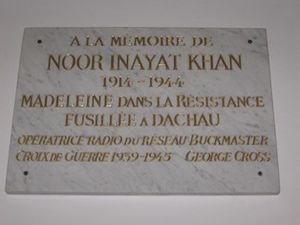 A LA MÉMOIRE DE
NOOR INAYAT KHAN
1914 - 1944
MADELEINE DANS LA RÉSISTANCE
FUSILLÉE À DACHAU
OPÉRATRICE RADIO DU RÉSEAU BUCKMASTER
CROIX DE GUERRE 1939-1945 GEORGE CROSS